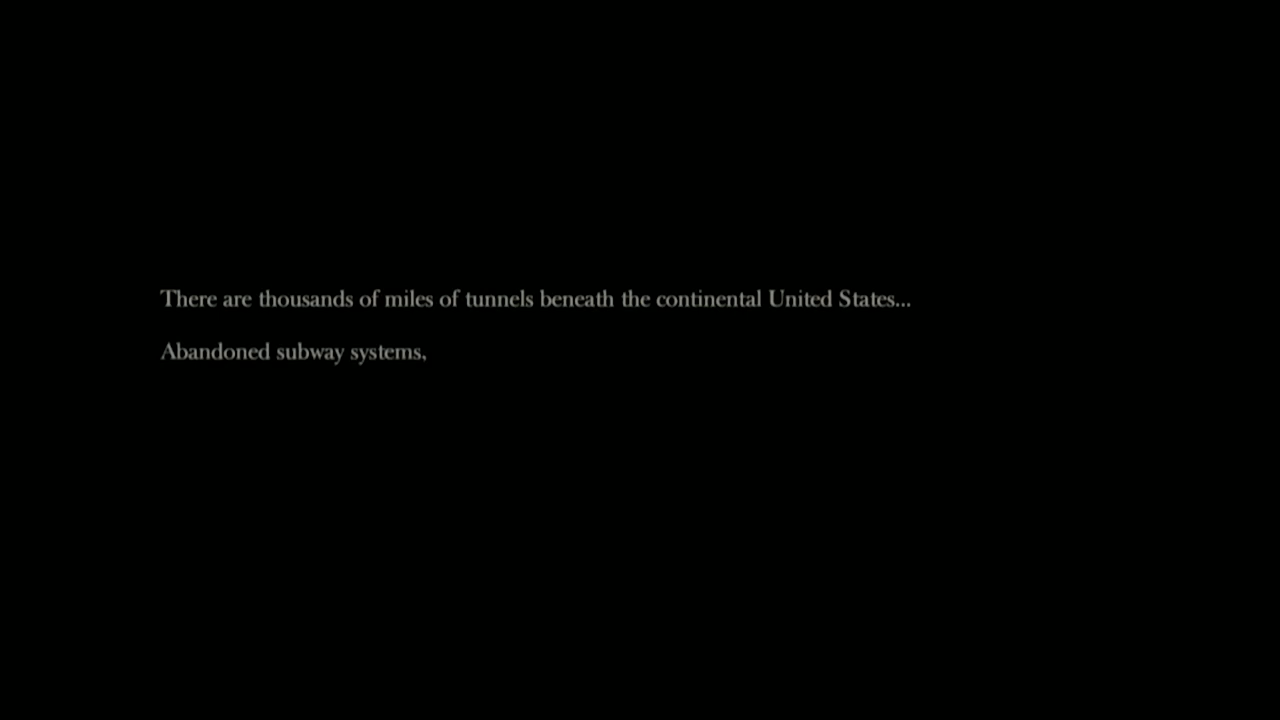 There are thousands of miles of tunnels beneath the continental United States...
Abandoned subway systems,